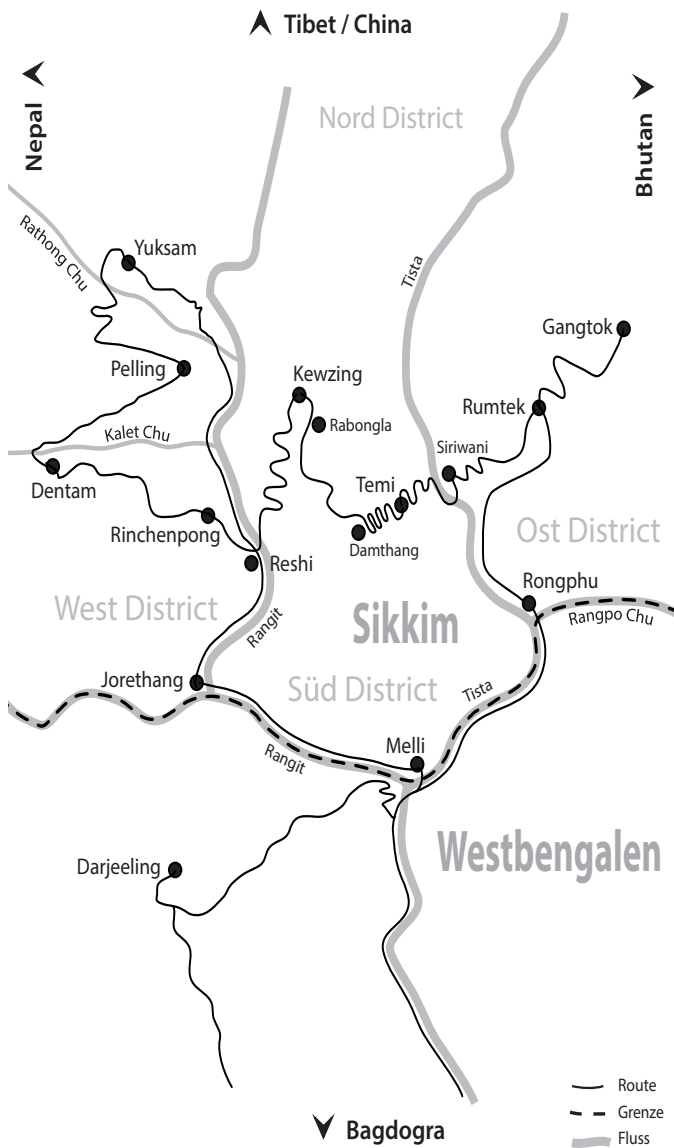 Tibet / China
Nepal
Nord District
Bhutan
Rathong Chu
Yuksam
Tista
Gangtok
Pelling
Kewzing
Rumtek
Rabongla
Kalet Chu
Siriwani
Dentam
Temi
Rinchenpong
Damthang
Ost District
Reshi
Rongphu
West District
Rangit
Sikkim
Rangpo Chu
Jorethang
Süd District
Tista
Melli
Rangit
Westbengalen
Darjeeling
Route
Grenze
Bagdogra
Fluss